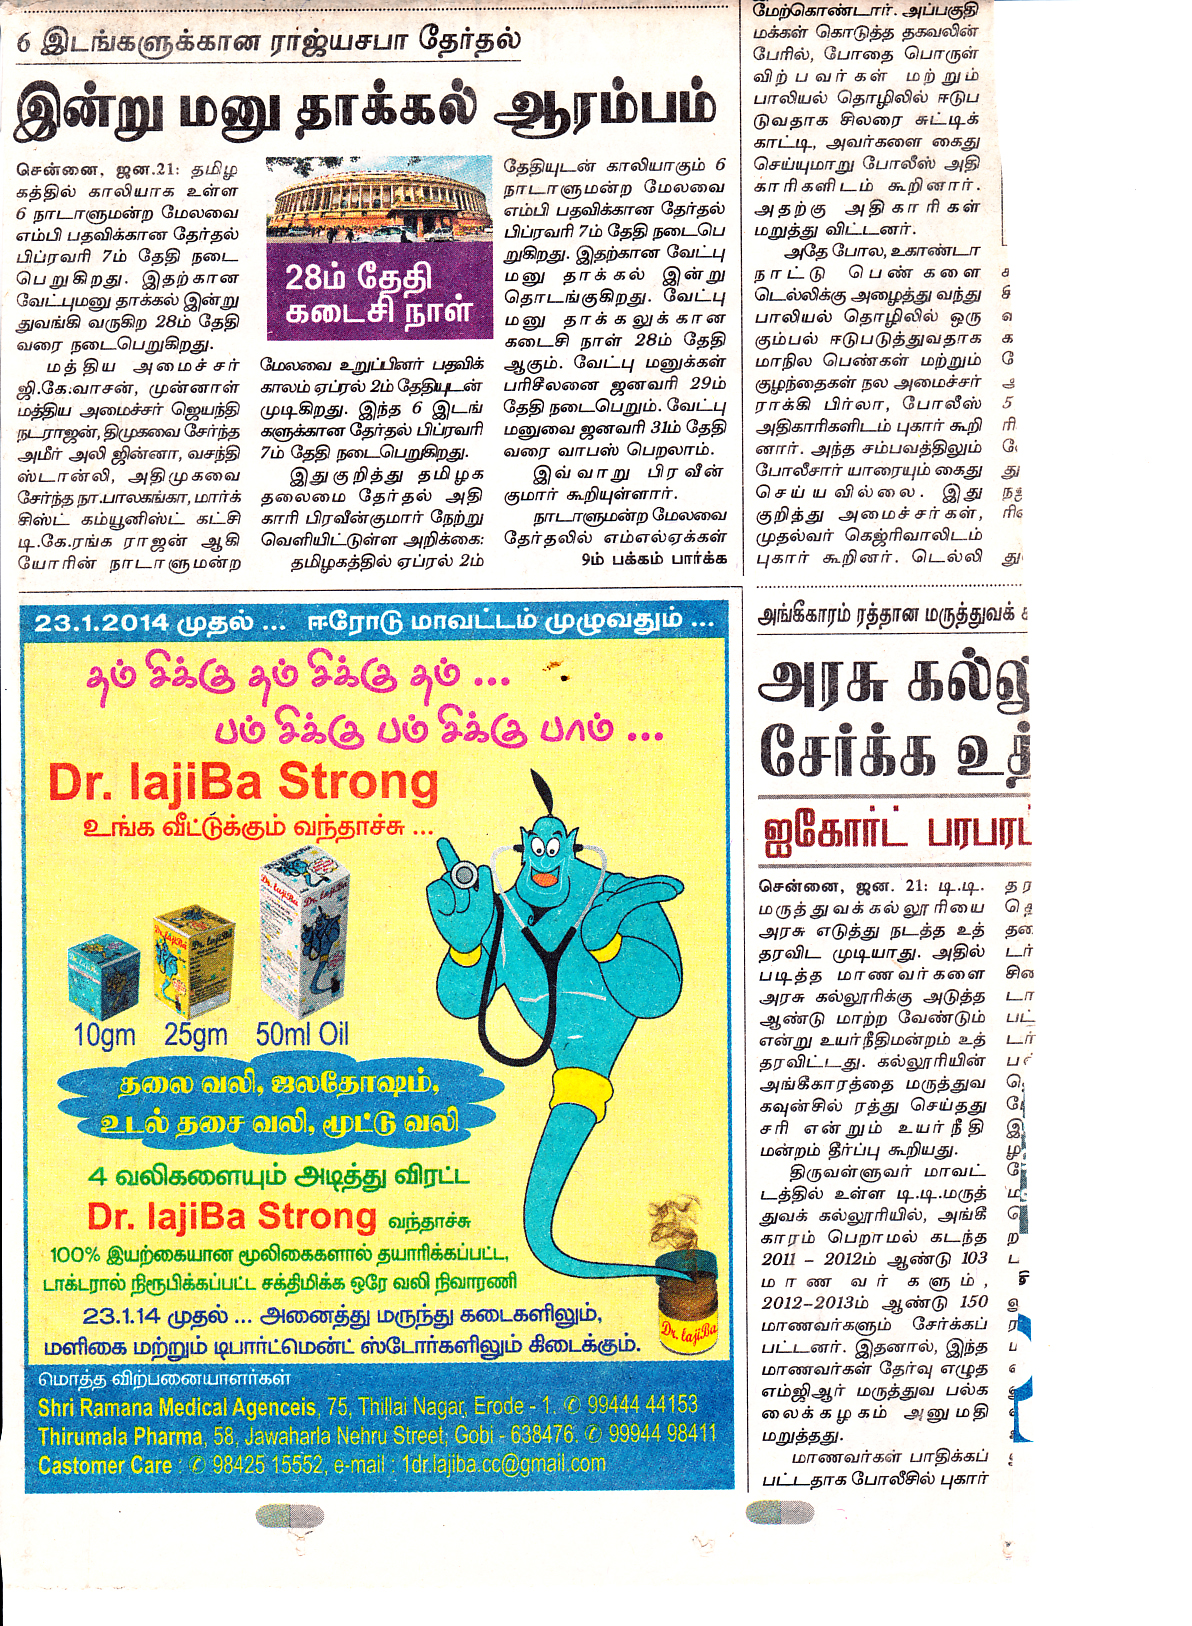 6 இடங்களுக்கான ராஜ்யசபா தேர்தல்
இன்று மனு தாக்கல் ஆரம்பம்
சென்னை, ஜன.21: தமிழ
கத்தில் காலியாக உள்ள
6 நாடாளுமன்ற மேலவை
எம்பி பதவிக்கான தேர்தல்
பிப்ரவரி 7ம் தேதி நடை
பெறுகிறது. இதற்கான
வேட்புமனு தாக்கல் இன்று
துவங்கி வருகிற 28ம் தேதி
வரை நடைபெறுகிறது.
மத்திய அமைச்சர்
ஜி.கே.வாசன், முன்னாள்
மத்திய அமைச்சர் ஜெயந்தி
நடராஜன், திமுகவை சேர்ந்த
அமீர் அலி ஜின்னா, வசந்தி
ஸ்டான்லி, அதிமுகவை
சேர்ந்த நா.பாலகங்கா, மார்க்
சிஸ்ட் கம்யூனிஸ்ட் கட்சி
டி.கே.ரங்க ராஜன் ஆகி
யோரின் நாடாளுமன்ற
28ம் தேதி
கடைசி நாள்
மேலவை உறுப்பினர் பதவிக்
காலம் ஏப்ரல் 2ம் தேதியுடன்
முடிகிறது. இந்த 6 இடங்
களுக்கான தேர்தல் பிப்ரவரி
7ம் தேதி நடைபெறுகிறது.
இதுகுறித்து தமிழக
தலைமை தேர்தல் அதி
காரி பிரவீன்குமார் நேற்று
வெளியிட்டுள்ள அறிக்கை:
தமிழகத்தில் ஏப்ரல் 2ம்
தேதியுடன் காலியாகும் 6
நாடாளுமன்ற மேலவை
எம்பி பதவிக்கான தேர்தல்
பிப்ரவரி 7ம் தேதி நடைபெ
றுகிறது. இதற்கான வேட்பு
மனு தாக்கல் இன்று
தொடங்குகிறது. வேட்பு
மனு தாக்கலுக்கான
கடைசி நாள் 28ம் தேதி
ஆகும். வேட்பு மனுக்கள்
பரிசீலனை ஜனவரி 29ம்
தேதி நடைபெறும். வேட்பு
மனுவை ஜனவரி 31ம் தேதி
வரை வாபஸ் பெறலாம்.
இவ்வாறு பிரவீன்
குமார் கூறியுள்ளார்.
நாடாளுமன்ற மேலவை
தேர்தலில் எம்எல்ஏக்கள்
9ம் பக்கம் பார்க்க
மேற்கொண்டார். அப்பகுதி
மக்கள் கொடுத்த தகவலின்
பேரில், போதை பொருள்
விற்பவர்கள் மற்றும்
பாலியல் தொழிலில் ஈடுப
டுவதாக சிலரை சுட்டிக்
காட்டி, அவர்களை கைது
செய்யுமாறு போலீஸ் அதி
காரிகளிடம் கூறினார்.
அதற்கு அதிகாரிகள்
மறுத்து விட்டனர்.
அதே போல, உகாண்டா
நாட்டு பெண்களை
டெல்லிக்கு அழைத்து வந்து
பாலியல் தொழிலில் ஒரு
கும்பல் ஈடுபடுத்துவதாக
மாநில பெண்கள் மற்றும்
குழந்தைகள் நல அமைச்சர்
ராக்கி பிர்லா, போலீஸ்
அதிகாரிகளிடம் புகார் கூறி
னார். அந்த சம்பவத்திலும்
போலீசார் யாரையும் கைது
செய்யவில்லை. இது
குறித்து அமைச்சர்கள்,
முதல்வர் கெஜ்ரிவாலிடம்
புகார் கூறினர். டெல்லி
23.1.2014 முதல் ... ஈரோடு மாவட்டம் முழுவதும் ...
தம் சிக்கு தம் சிக்கு தம் ...
பம் சிக்கு பம் சிக்கு பாம் ...
Dr. lajiBa Strong
உங்க வீட்டுக்கும் வந்தாச்சு ...
10gm 25gm 50ml Oil
தலை வலி, ஜலதோஷம்,
உடல் தசை வலி, மூட்டு வலி
4 வலிகளையும் அடித்து விரட்ட
Dr. lajiBa Strong வந்தாச்சு
100% இயற்கையான மூலிகைகளால் தயாரிக்கப்பட்ட,
டாக்டரால் நிரூபிக்கப்பட்ட சக்திமிக்க ஒரே வலி நிவாரணி
23.1.14 முதல் ... அனைத்து மருந்து கடைகளிலும்,
மளிகை மற்றும் டிபார்ட்மென்ட் ஸ்டோர்களிலும் கிடைக்கும்.
Dr. lajiBa
மொத்த விற்பனையாளர்கள்
Shri Ramana Medical Agenceis, 75, Thillai Nagar, Erode - 1. ✆ 99444 44153
Thirumala Pharma, 58, Jawaharla Nehru Street, Gobi - 638476. ✆ 99944 98411
Castomer Care : ✆ 98425 15552, e-mail : 1dr.lajiba.cc@gmail.com
அங்கீகாரம் ரத்தான மருத்துவக்
அரசு கல்லூ
சேர்க்க உத்
ஐகோர்ட் பரபரப்
சென்னை, ஜன. 21: டி.டி.
மருத்துவக்கல்லூரியை
அரசு எடுத்து நடத்த உத்
தரவிட முடியாது. அதில்
படித்த மாணவர்களை
அரசு கல்லூரிக்கு அடுத்த
ஆண்டு மாற்ற வேண்டும்
என்று உயர்நீதிமன்றம் உத்
தரவிட்டது. கல்லூரியின்
அங்கீகாரத்தை மருத்துவ
கவுன்சில் ரத்து செய்தது
சரி என்றும் உயர்நீதி
மன்றம் தீர்ப்பு கூறியது.
திருவள்ளுவர் மாவட்
டத்தில் உள்ள டி.டி.மருத்
துவக் கல்லூரியில், அங்கீ
காரம் பெறாமல் கடந்த
2011 – 2012ம் ஆண்டு 103
மாணவர்களும்,
2012–2013ம் ஆண்டு 150
மாணவர்களும் சேர்க்கப்
பட்டனர். இதனால், இந்த
மாணவர்கள் தேர்வு எழுத
எம்ஜிஆர் மருத்துவ பல்க
லைக்கழகம் அனுமதி
மறுத்தது.
மாணவர்கள் பாதிக்கப்
பட்டதாக போலீசில் புகார்